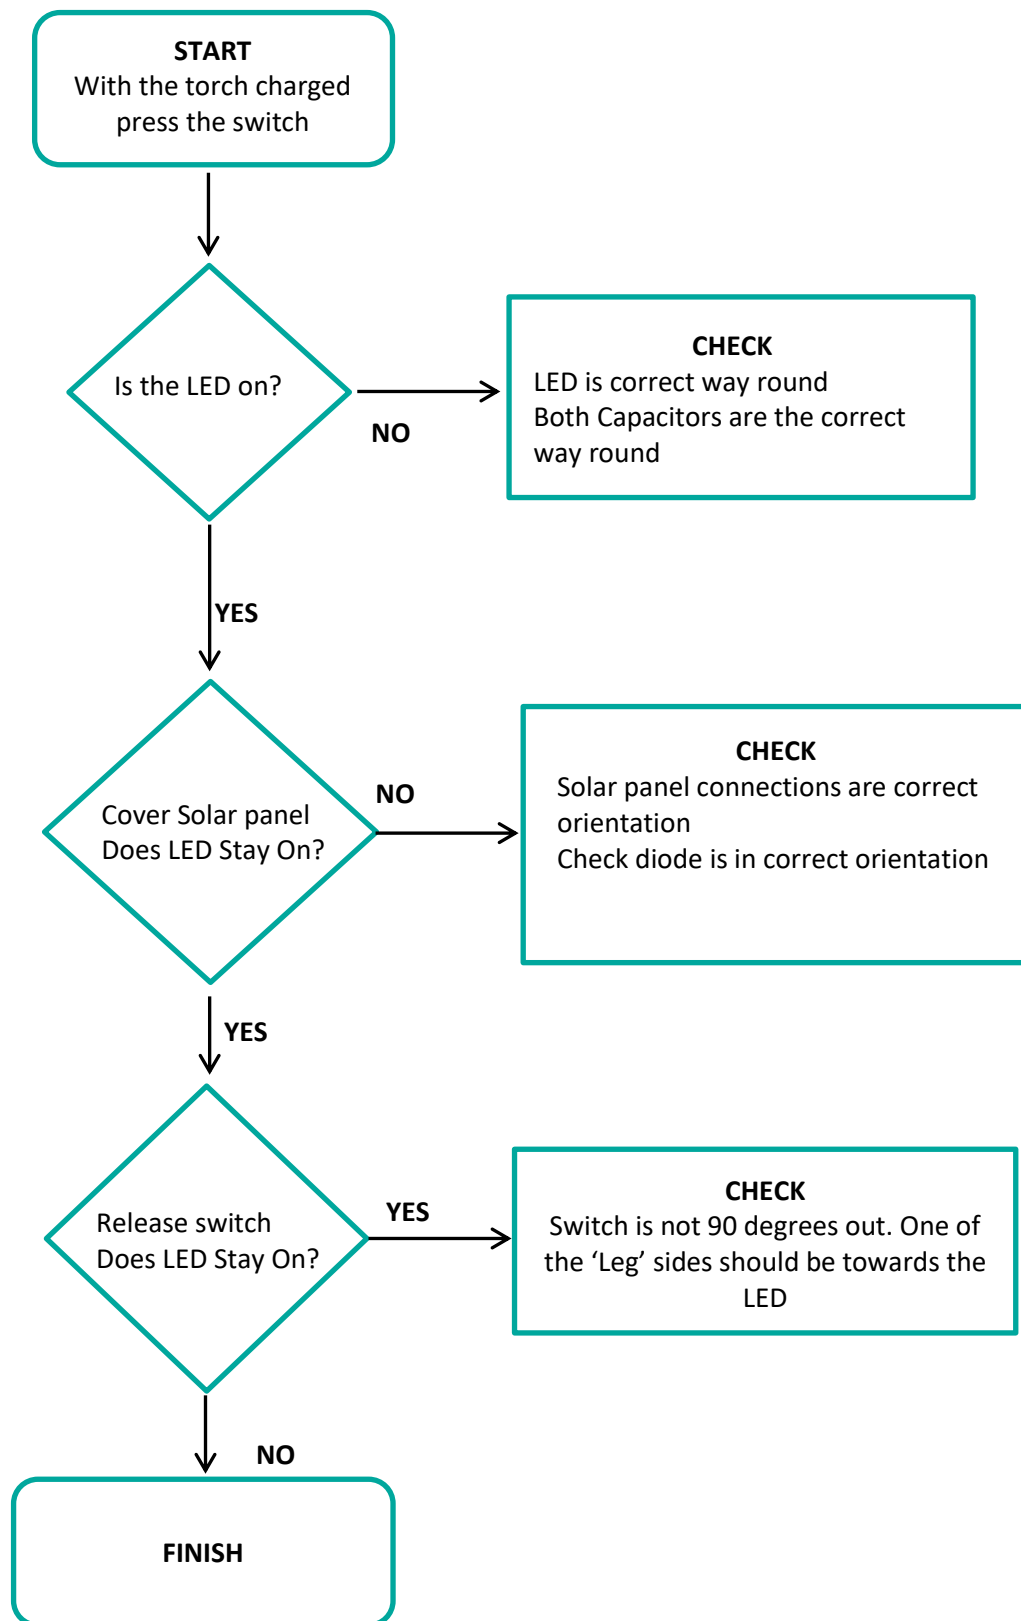 START
With the torch charged
press the switch
Is the LED on?
NO
CHECK
LED is correct way round
Both Capacitors are the correct
way round
YES
Cover Solar panel
Does LED Stay On?
NO
CHECK
Solar panel connections are correct
orientation
Check diode is in correct orientation
YES
Release switch
Does LED Stay On?
YES
CHECK
Switch is not 90 degrees out. One of
the ‘Leg’ sides should be towards the
LED
NO
FINISH